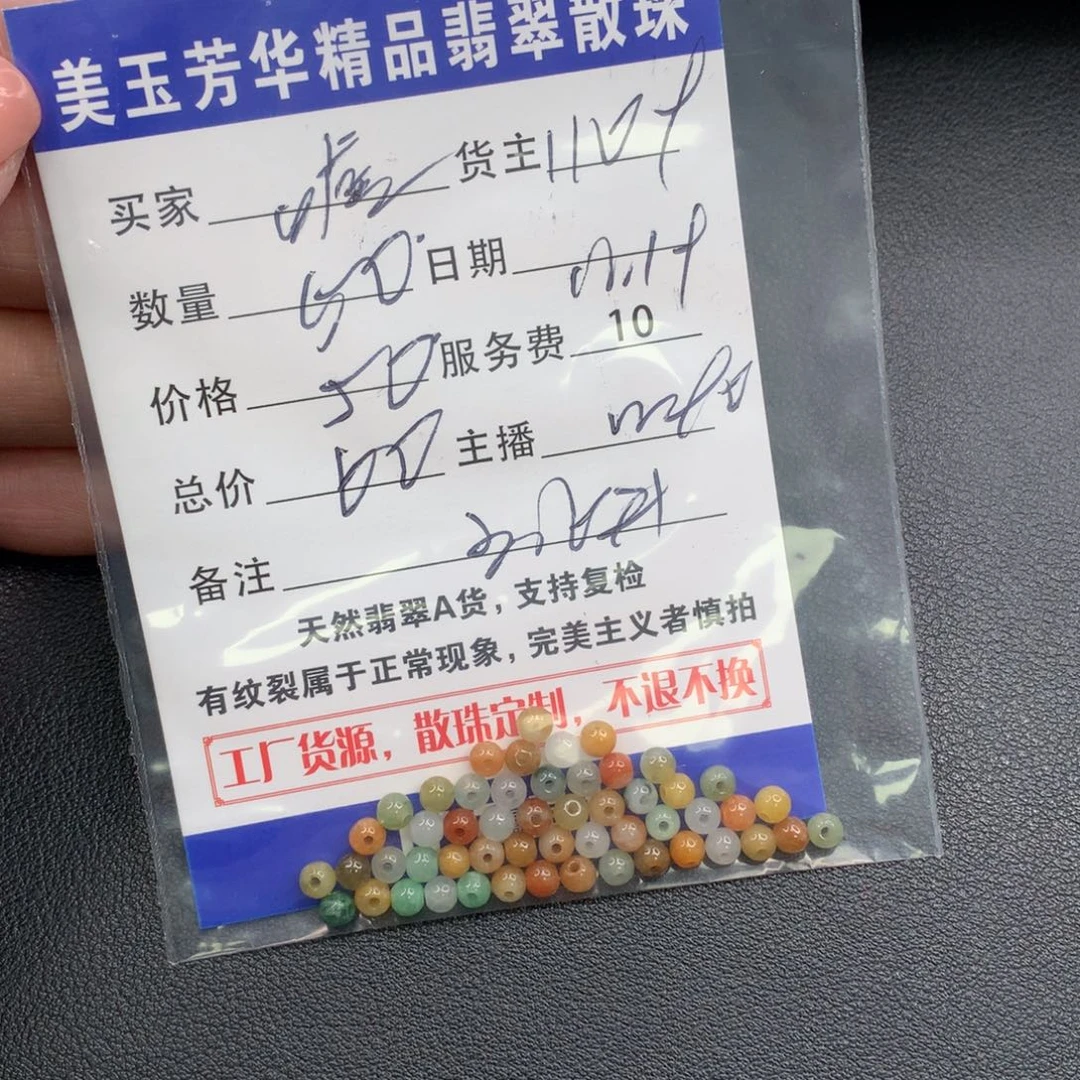 美玉芳华精品翡翠散珠
买家 货主
数量 50 日期
价格 50 服务费 10
总价 60 主播
备注
天然翡翠A货，支持复检
有纹裂属于正常现象，完美主义者慎拍
工厂货源，散珠定制，不退不换